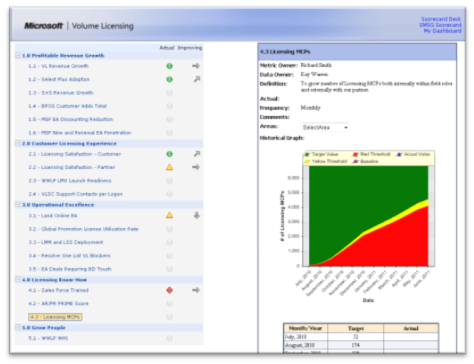 Microsoft | Volume Licensing
Scorecard Deck
SMSG Scorecard
My Dashboard
Actual Improving
1.0 Profitable Revenue Growth
1.1 - VL Revenue Growth
1.2 - Select Plus Adoption
1.3 - SVS Revenue Growth
1.4 - BPOS Customer Adds Total
1.5 - MSF EA Discounting Reduction
1.6 - MSF New and Renewal EA Penetration
2.0 Customer Licensing Experience
2.1 - Licensing Satisfaction - Customer
2.2 - Licensing Satisfaction - Partner
2.3 - WWLP LMX Launch Readiness
2.4 - VLSC Support Contacts per Logon
3.0 Operational Excellence
3.1 - Land Online EA
3.2 - Global Promotion License Utilization Rate
3.3 - LMR and LSS Deployment
3.4 - Resolve One List VL Blockers
3.5 - EA Deals Requiring BD Touch
4.0 Licensing Know-How
4.1 - Sales Force Trained
4.2 - AR/PR PRIME Score
4.3 - Licensing MCPs
5.0 Grow People
5.1 - WWLP WHI
4.3 Licensing MCPs
Metric Owner: Richard Smith
Data Owner: Kay Warren
Definition: To grow number of Licensing MCPs both internally within field roles
and externally with our partners
Actual:
Frequency: Monthly
Comments:
Areas: SelectArea
Historical Graph:
Target Value Red Threshold Actual Value
Yellow Threshold Baseline
6,000
5,000
4,000
3,000
2,000
1,000
0
# of Licensing MCPs
July, 2010
August, 2010
September, 2010
October, 2010
November, 2010
December, 2010
January, 2011
February, 2011
March, 2011
April, 2011
May, 2011
June, 2011
Date
Month/Year Target Actual
July, 2010 52
August, 2010 174